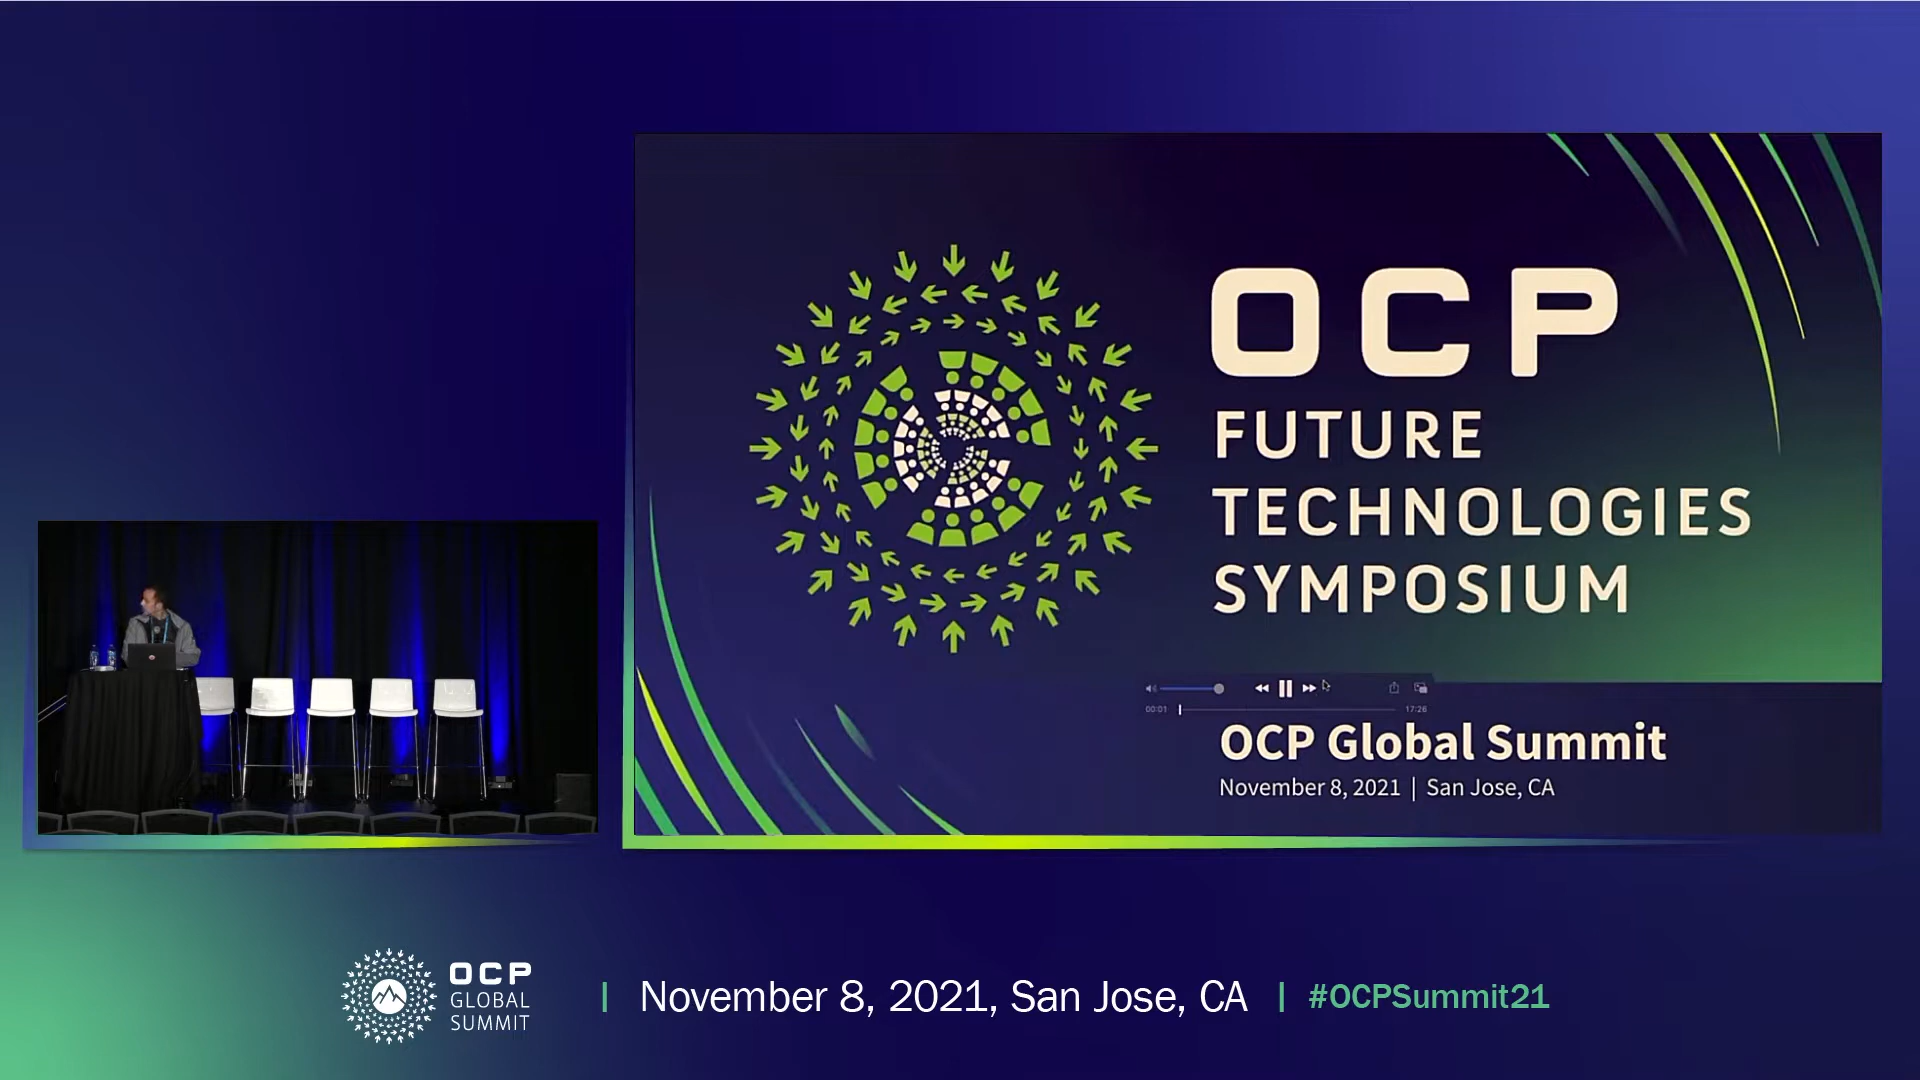 OCP
FUTURE
TECHNOLOGIES
SYMPOSIUM
00:01
17:26
OCP Global Summit
November 8, 2021 | San Jose, CA
OCP
GLOBAL
SUMMIT
| November 8, 2021, San Jose, CA | #OCPSummit21